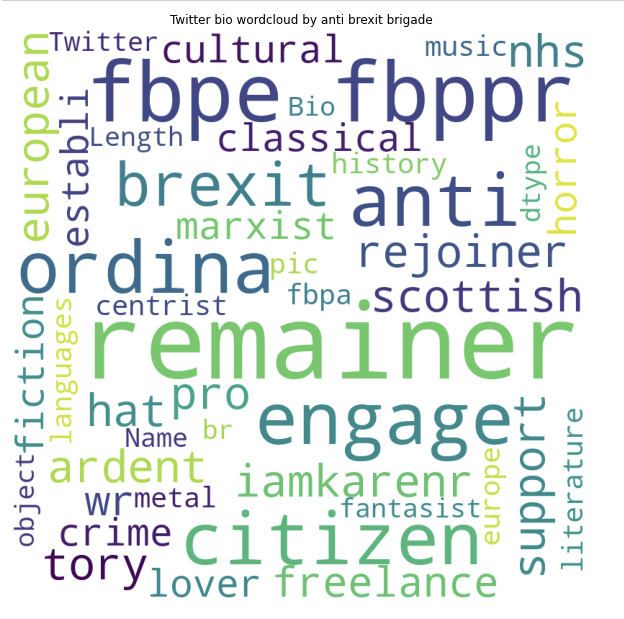 Twitter bio wordcloud by anti brexit brigade
european
Twitter
cultural
music
nhs
fbpe
fbppr
Bio
establi
Length
classical
horror
history
dtype
brexit
anti
marxist
rejoiner
ordina
pic
fbpa
scottish
centrist
fiction
languages
remainer
hat
pro
engage
Name
br
support
literature
object
ardent
iamkarenr
europe
wr
metal
fantasist
crime
citizen
tory
lover
freelance